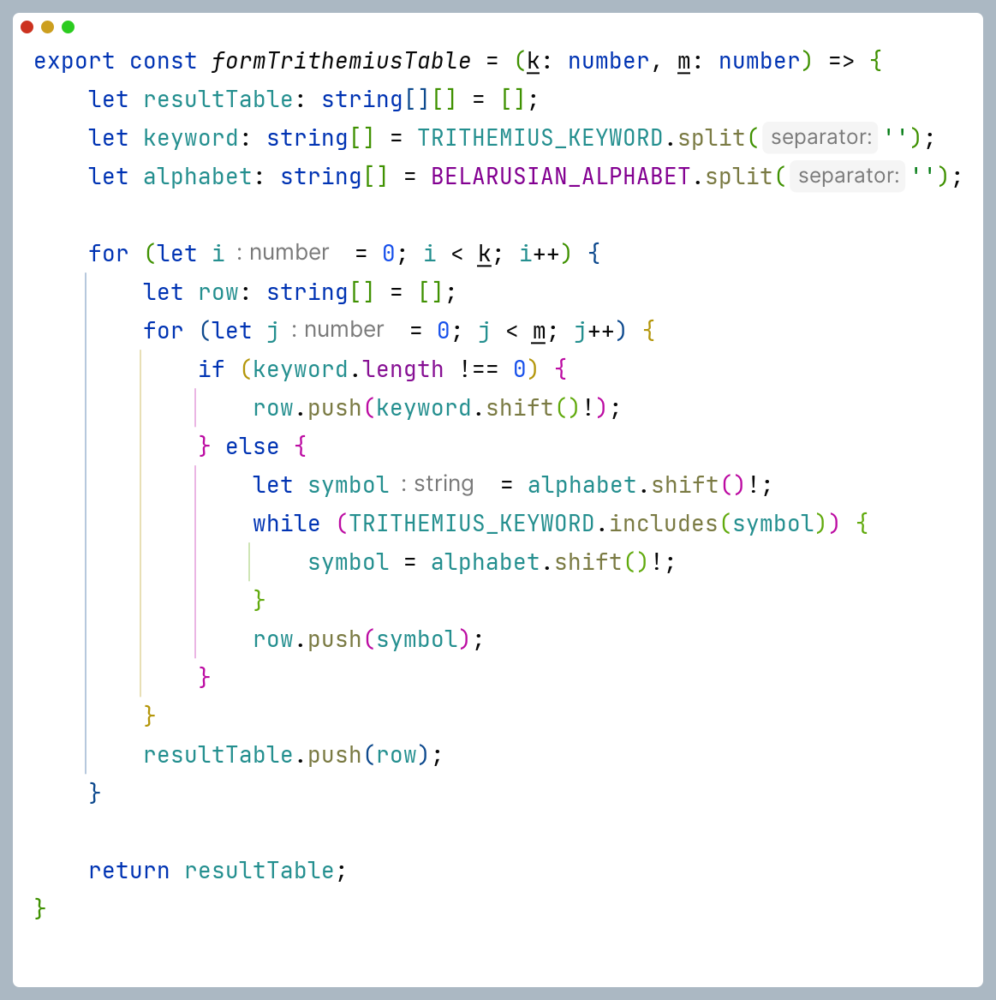 export const formTrithemiusTable = (k: number, m: number) => {
    let resultTable: string[][] = [];
    let keyword: string[] = TRITHEMIUS_KEYWORD.split( separator: '');
    let alphabet: string[] = BELARUSIAN_ALPHABET.split( separator: '');

    for (let i : number = 0; i < k; i++) {
        let row: string[] = [];
        for (let j : number = 0; j < m; j++) {
            if (keyword.length !== 0) {
                row.push(keyword.shift()!);
            } else {
                let symbol : string = alphabet.shift()!;
                while (TRITHEMIUS_KEYWORD.includes(symbol)) {
                    symbol = alphabet.shift()!;
                }
                row.push(symbol);
            }
        }
        resultTable.push(row);
    }

    return resultTable;
}